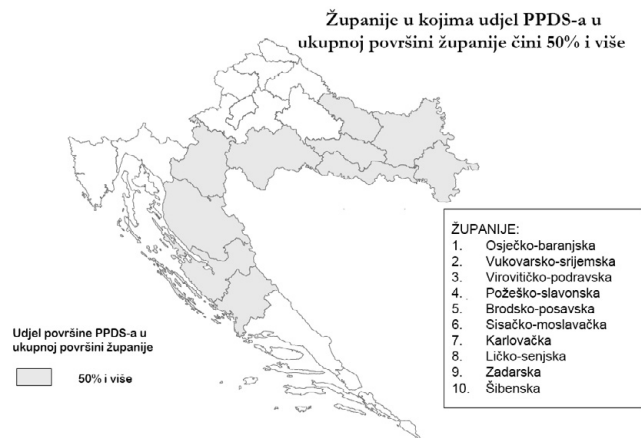 Županije u kojima udjel PPDS-a u
ukupnoj površini županije čini 50% i više
ŽUPANIJE:
1. Osječko-baranjska
2. Vukovarsko-srijemska
3. Virovitičko-podravska
4. Požeško-slavonska
5. Brodsko-posavska
6. Sisačko-moslavačka
7. Karlovačka
8. Ličko-senjska
9. Zadarska
10. Šibenska
Udjel površine PPDS-a u
ukupnoj površini županije
50% i više